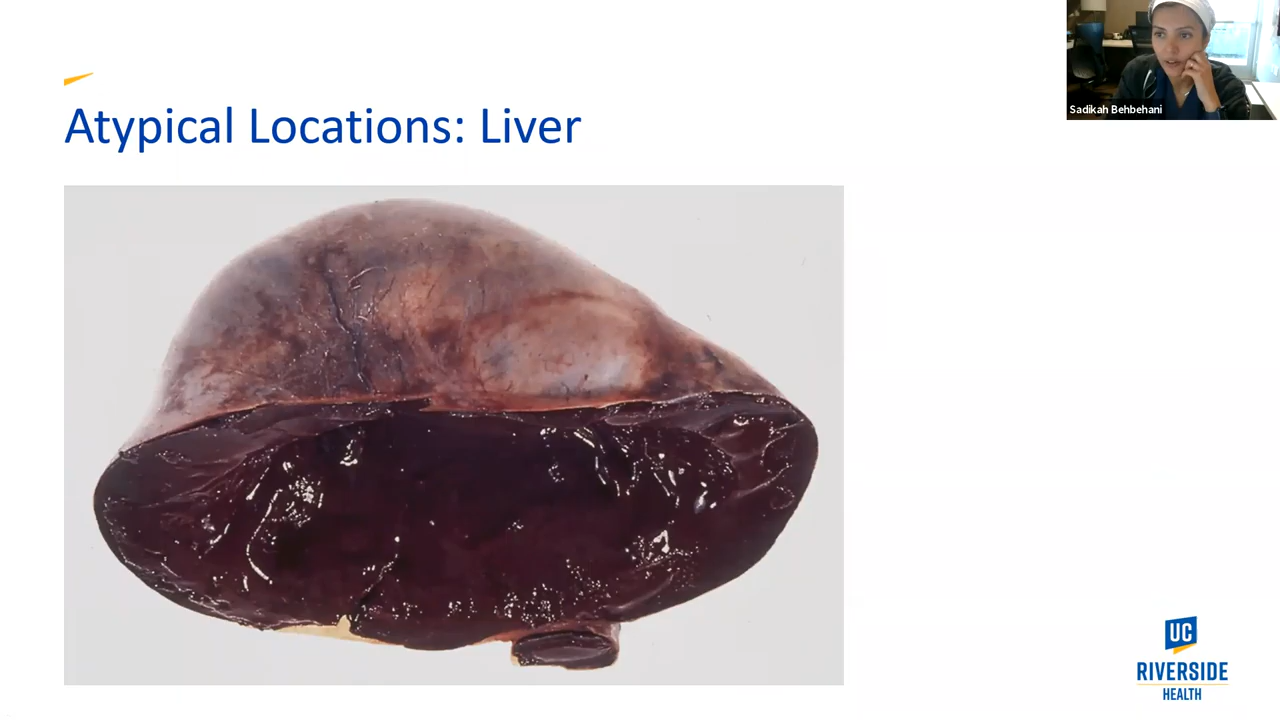 Sadikah Behbehani
Atypical Locations: Liver
UC
RIVERSIDE
HEALTH